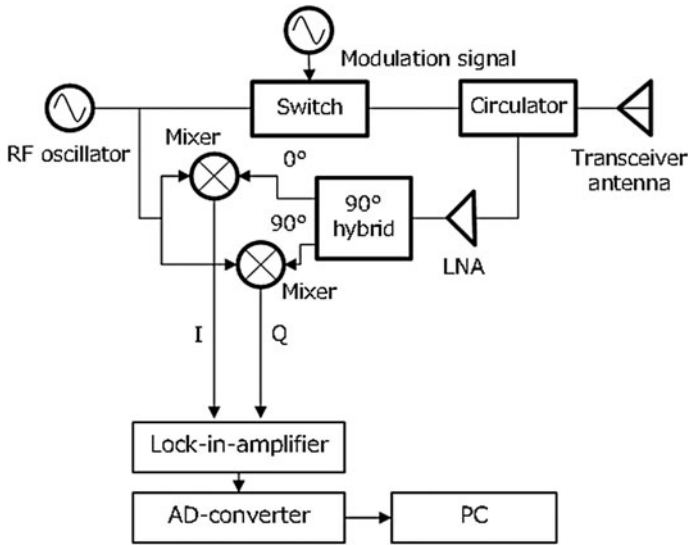 Modulation signal
Switch
Circulator
RF oscillator
Mixer
Transceiver
antenna
0°
90°
90°
hybrid
LNA
Mixer
I
Q
Lock-in-amplifier
AD-converter
PC